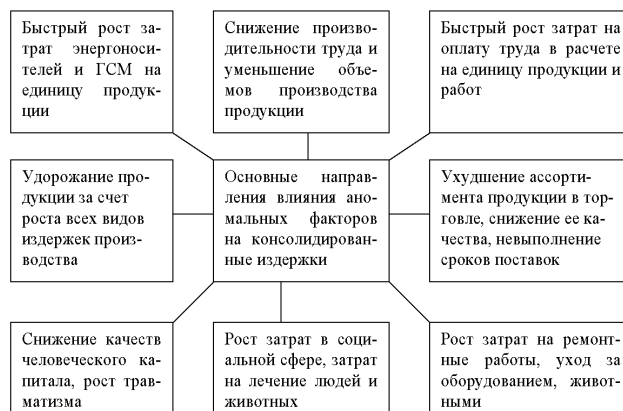 Быстрый рост за-
трат энергоноси-
телей и ГСМ на
единицу продук-
ции
Снижение произво-
дительности труда и
уменьшение объе-
мов производства
продукции
Быстрый рост затрат на
оплату труда в расчете
на единицу продукции и
работ
Удорожание про-
дукции за счет
роста всех видов
издержек произ-
водства
Основные направ-
ления влияния ано-
мальных факторов
на консолидирован-
ные издержки
Ухудшение ассорти-
мента продукции в тор-
говле, снижение ее ка-
чества, невыполнение
сроков поставок
Снижение качеств
человеческого ка-
питала, рост трав-
матизма
Рост затрат в соци-
альной сфере, затрат
на лечение людей и
животных
Рост затрат на ремонт-
ные работы, уход за
оборудованием, живот-
ными